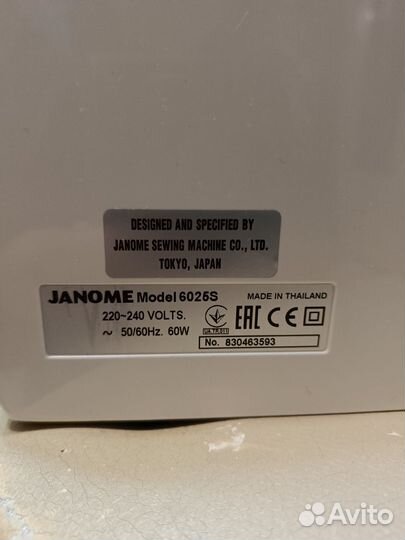 DESIGNED AND SPECIFIED BY
JANOME SEWING MACHINE CO., LTD.
TOKYO, JAPAN
JANOME Model 6025S
MADE IN THAILAND
220~240 VOLTS.
~ 50/60Hz. 60W
EAC CE
No. 830463593
Avito